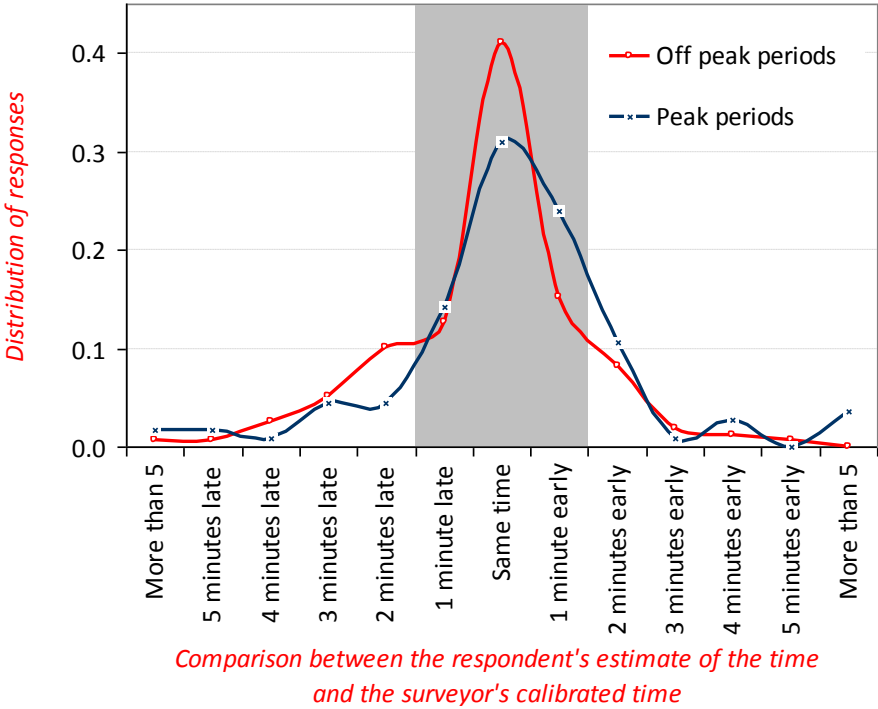 Distribution of responses
0.4
0.3
0.2
0.1
0.0
Off peak periods
Peak periods
More than 5
5 minutes late
4 minutes late
3 minutes late
2 minutes late
1 minute late
Same time
1 minute early
2 minutes early
3 minutes early
4 minutes early
5 minutes early
More than 5
Comparison between the respondent's estimate of the time
and the surveyor's calibrated time